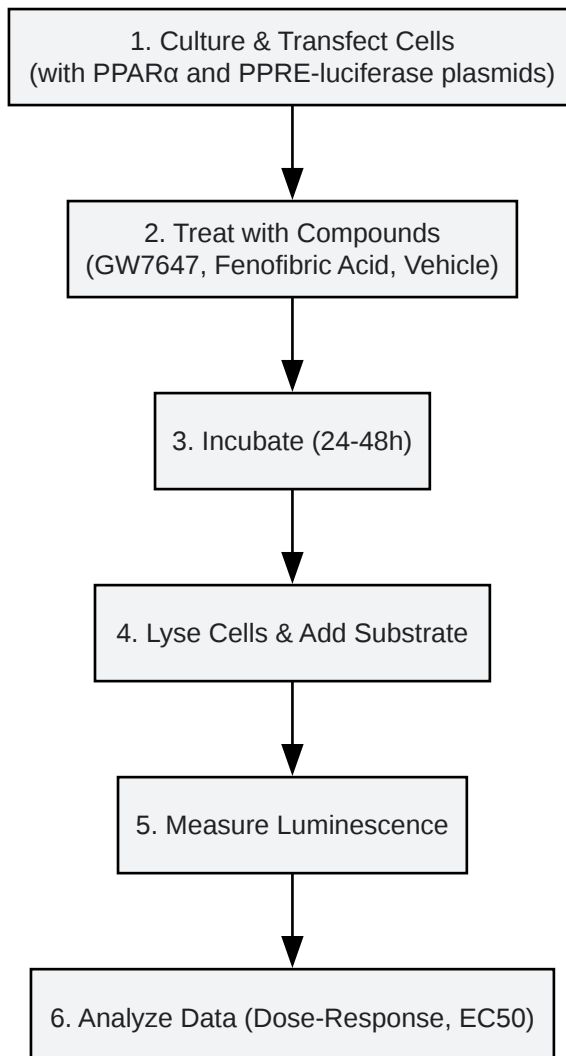 1. Culture & Transfect Cells
(with PPARα and PPRE-luciferase plasmids)
2. Treat with Compounds
(GW7647, Fenofibric Acid, Vehicle)
3. Incubate (24-48h)
4. Lyse Cells & Add Substrate
5. Measure Luminescence
6. Analyze Data (Dose-Response, EC50)